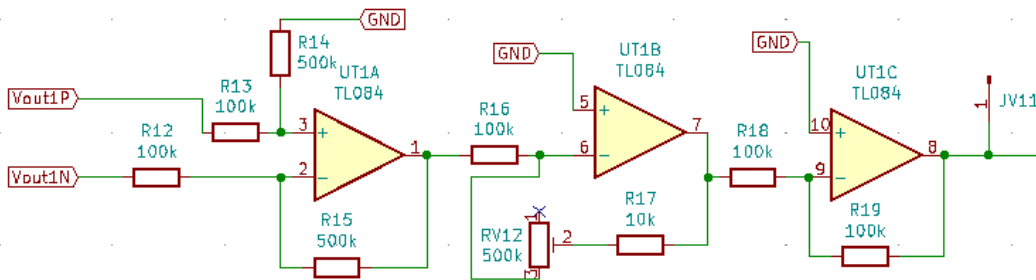 GND
R14
500k
UT1A
TL084
R13
100k
Vout1P
3
+
R12
100k
1
Vout1N
2
−
R15
500k
GND
UT1B
TL084
5
+
R16
100k
7
6
−
R17
10k
1
RV12
500k
2
3
GND
UT1C
TL084
10
+
R18
100k
8
9
−
R19
100k
1
JV11